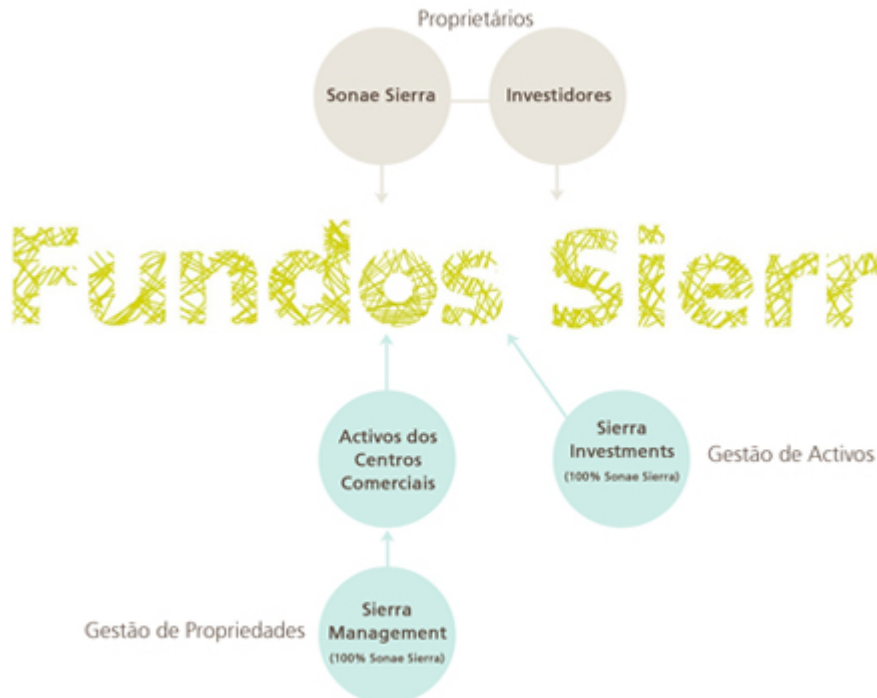 Proprietários
Sonae Sierra
Investidores
Fundos Sierr
Activos dos
Centros
Comerciais
Sierra
Investments
(100% Sonae Sierra)
Gestão de Activos
Gestão de Propriedades
Sierra
Management
(100% Sonae Sierra)